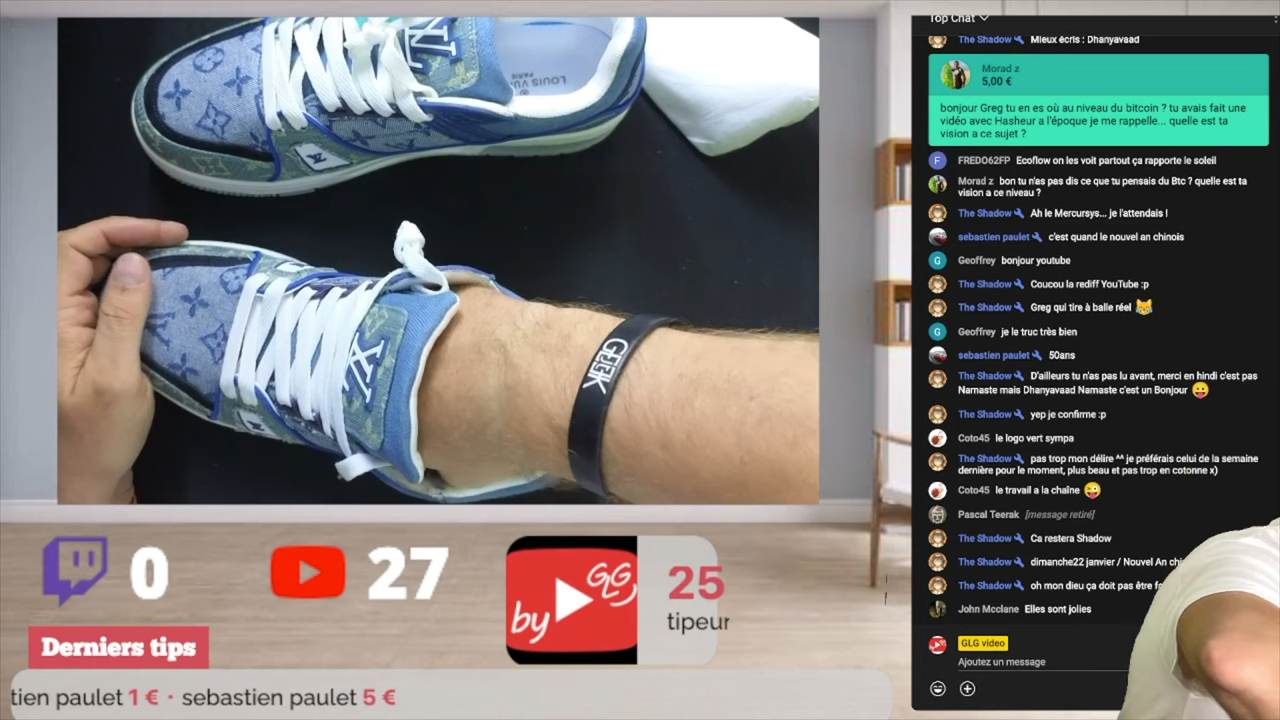 LOUIS VU
PARIS
GEEK
0
27
by GLG
25
tipeur
Derniers tips
tien paulet 1 € · sebastien paulet 5 €
Top Chat
The Shadow Mieux écris : Dhanyavaad
Morad z
5,00 €
bonjour Greg tu en es où au niveau du bitcoin ? tu avais fait une
vidéo avec Hasheur a l'époque je me rappelle... quelle est ta
vision a ce sujet ?
F FREDO62FP Ecoflow on les voit partout ça rapporte le soleil
Morad z bon tu n'as pas dis ce que tu pensais du Btc ? quelle est ta
vision a ce niveau ?
The Shadow Ah le Mercursys... je l'attendais !
sebastien paulet c'est quand le nouvel an chinois
G Geoffrey bonjour youtube
The Shadow Coucou la rediff YouTube :p
The Shadow Greg qui tire à balle réel 😹
G Geoffrey je le truc très bien
sebastien paulet 50ans
The Shadow D'ailleurs tu n'as pas lu avant, merci en hindi c'est pas
Namaste mais Dhanyavaad Namaste c'est un Bonjour 😛
The Shadow yep je confirme :p
Coto45 le logo vert sympa
The Shadow pas trop mon délire ^^ je préférais celui de la semaine
dernière pour le moment, plus beau et pas trop en cotonne x)
Coto45 le travail a la chaîne 😜
Pascal Teerak [message retiré]
The Shadow Ca restera Shadow
The Shadow dimanche22 janvier / Nouvel An chi
The Shadow oh mon dieu ça doit pas être fo
John Mcclane Elles sont jolies
GLG video
Ajoutez un message